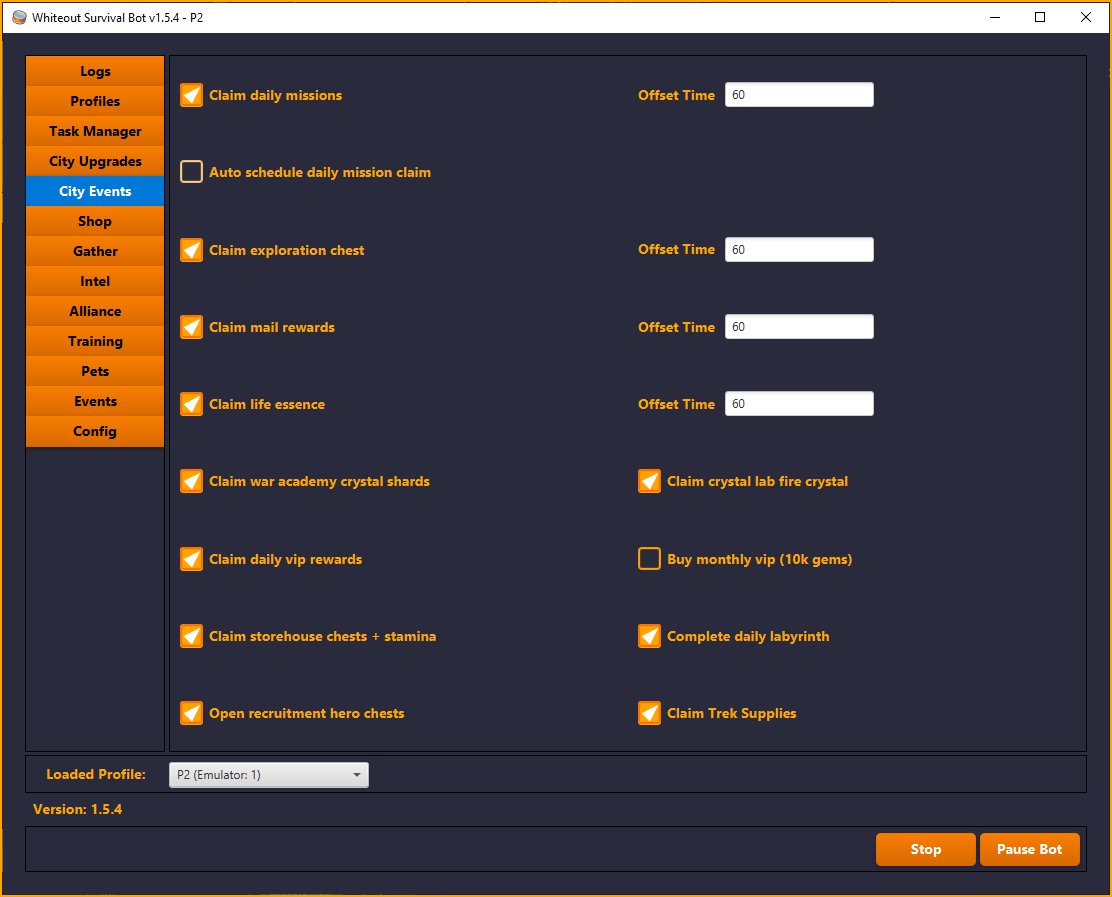 Whiteout Survival Bot v1.5.4 - P2
Logs
Profiles
Task Manager
City Upgrades
City Events
Shop
Gather
Intel
Alliance
Training
Pets
Events
Config
Claim daily missions
Offset Time 60
Auto schedule daily mission claim
Claim exploration chest
Offset Time 60
Claim mail rewards
Offset Time 60
Claim life essence
Offset Time 60
Claim war academy crystal shards
Claim crystal lab fire crystal
Claim daily vip rewards
Buy monthly vip (10k gems)
Claim storehouse chests + stamina
Complete daily labyrinth
Open recruitment hero chests
Claim Trek Supplies
Loaded Profile: P2 (Emulator: 1)
Version: 1.5.4
Stop
Pause Bot